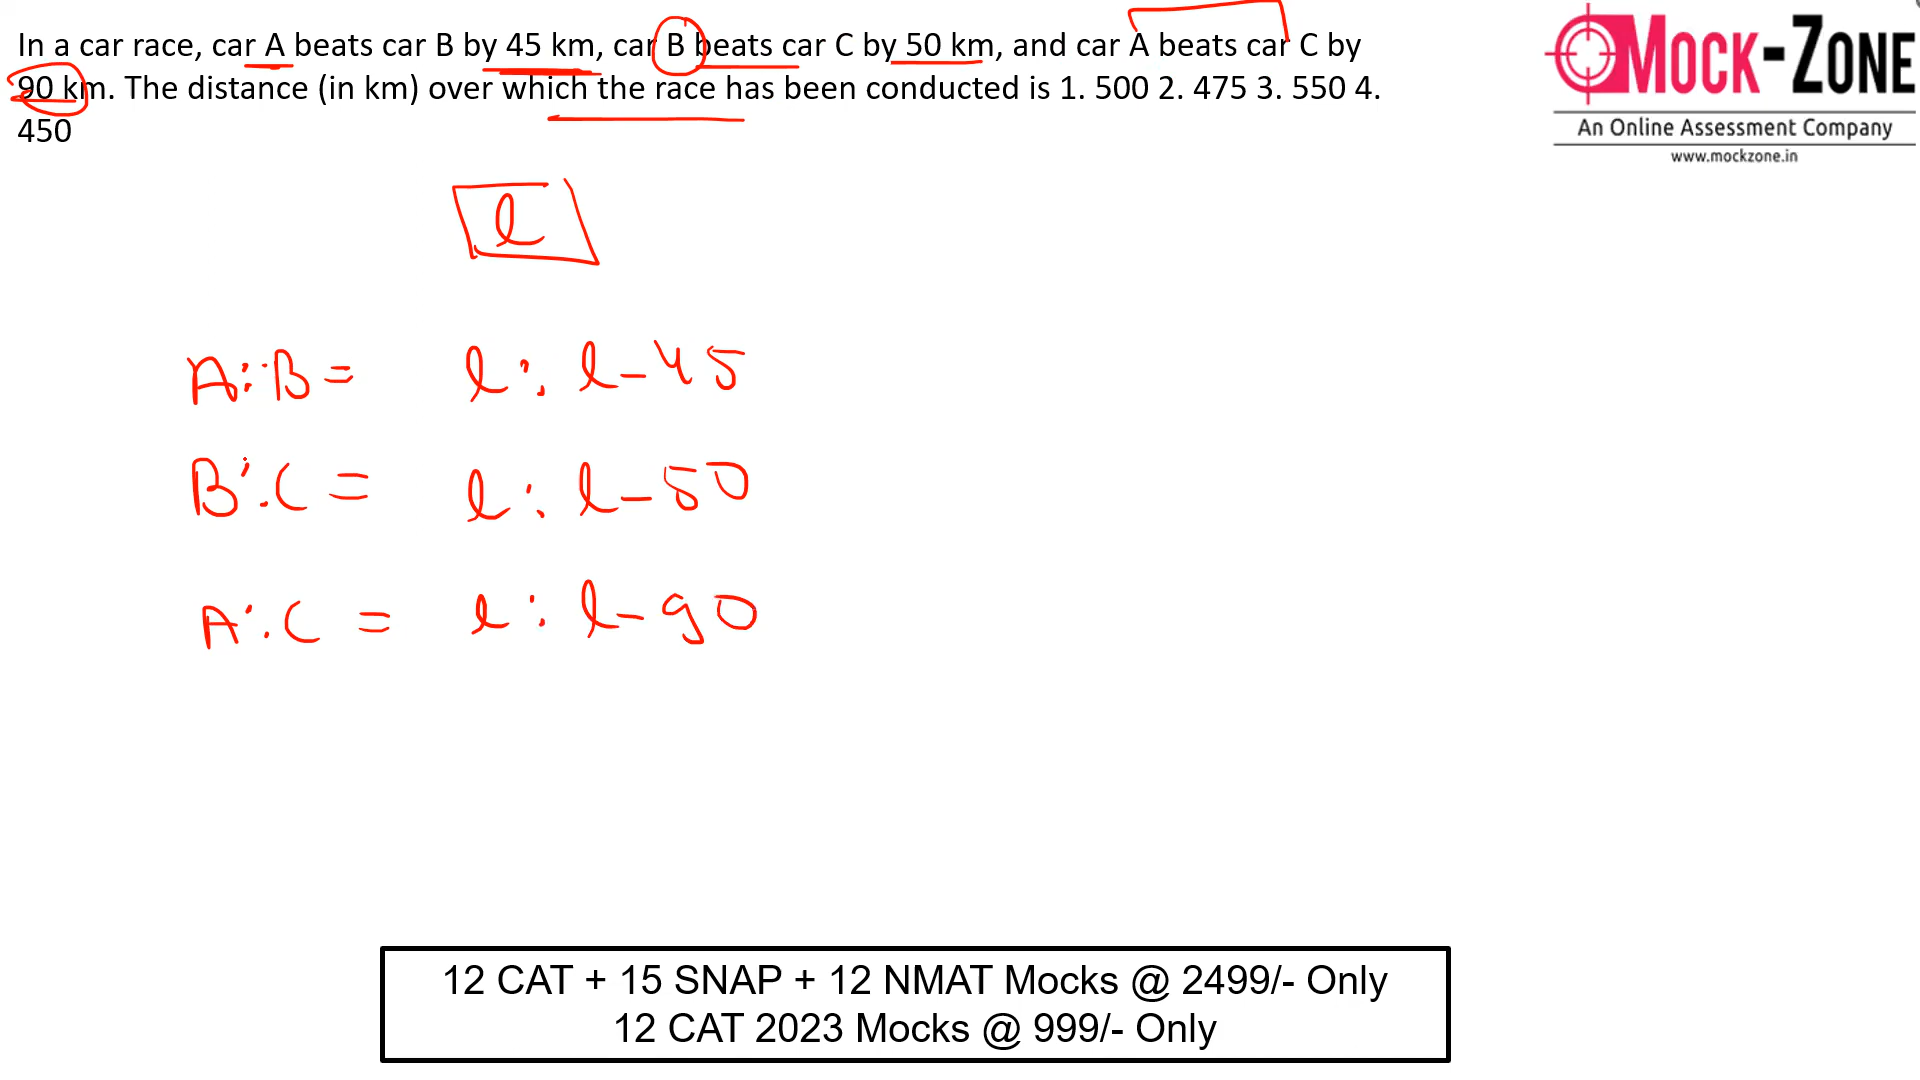 In a car race, car A beats car B by 45 km, car B beats car C by 50 km, and car A beats car C by
90 km. The distance (in km) over which the race has been conducted is 1. 500 2. 475 3. 550 4.
450
MOCK-ZONE
An Online Assessment Company
www.mockzone.in
l
A:B = l : l-45
B:C = l : l-50
A:C = l : l-90
12 CAT + 15 SNAP + 12 NMAT Mocks @ 2499/- Only
12 CAT 2023 Mocks @ 999/- Only